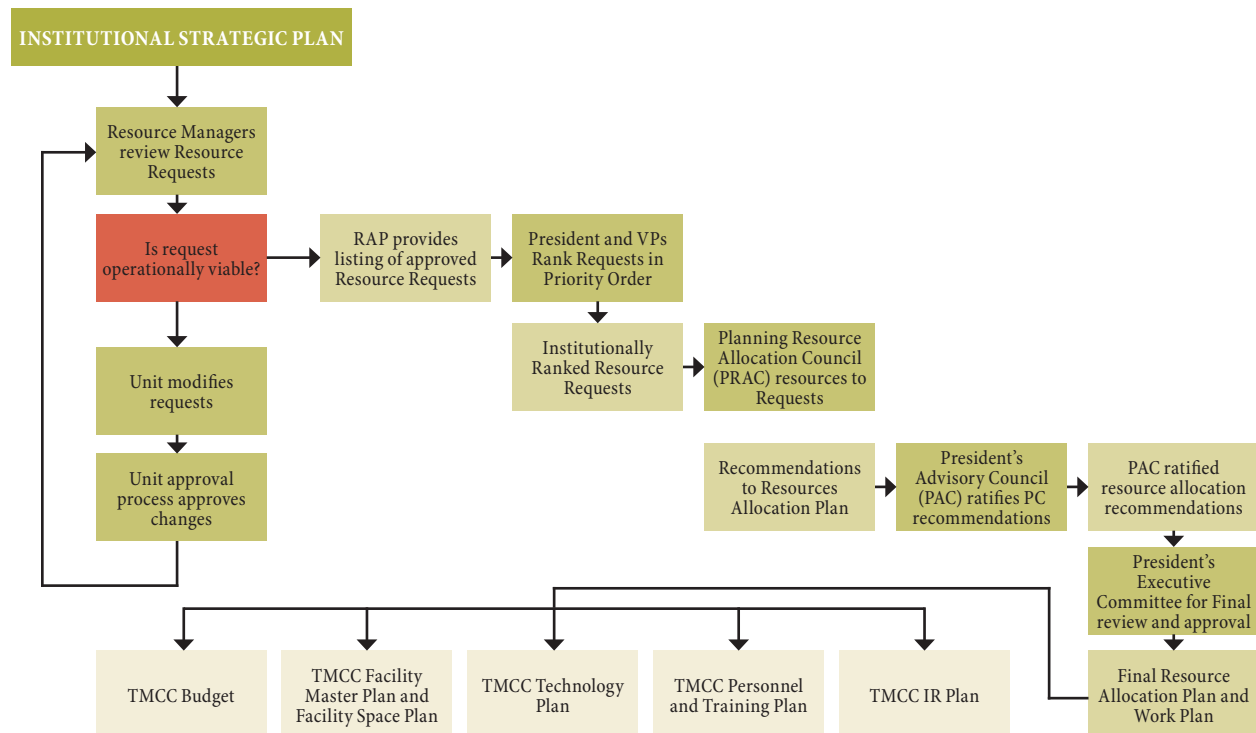 INSTITUTIONAL STRATEGIC PLAN
Resource Managers
review Resource
Requests
Is request
operationally viable?
RAP provides
listing of approved
Resource Requests
President and VPs
Rank Requests in
Priority Order
Unit modifies
requests
Institutionally
Ranked Resource
Requests
Planning Resource
Allocation Council
(PRAC) resources to
Requests
Unit approval
process approves
changes
Recommendations
to Resources
Allocation Plan
President's
Advisory Council
(PAC) ratifies PC
recommendations
PAC ratified
resource allocation
recommendations
President's
Executive
Committee for Final
review and approval
TMCC Budget
TMCC Facility
Master Plan and
Facility Space Plan
TMCC Technology
Plan
TMCC Personnel
and Training Plan
TMCC IR Plan
Final Resource
Allocation Plan and
Work Plan